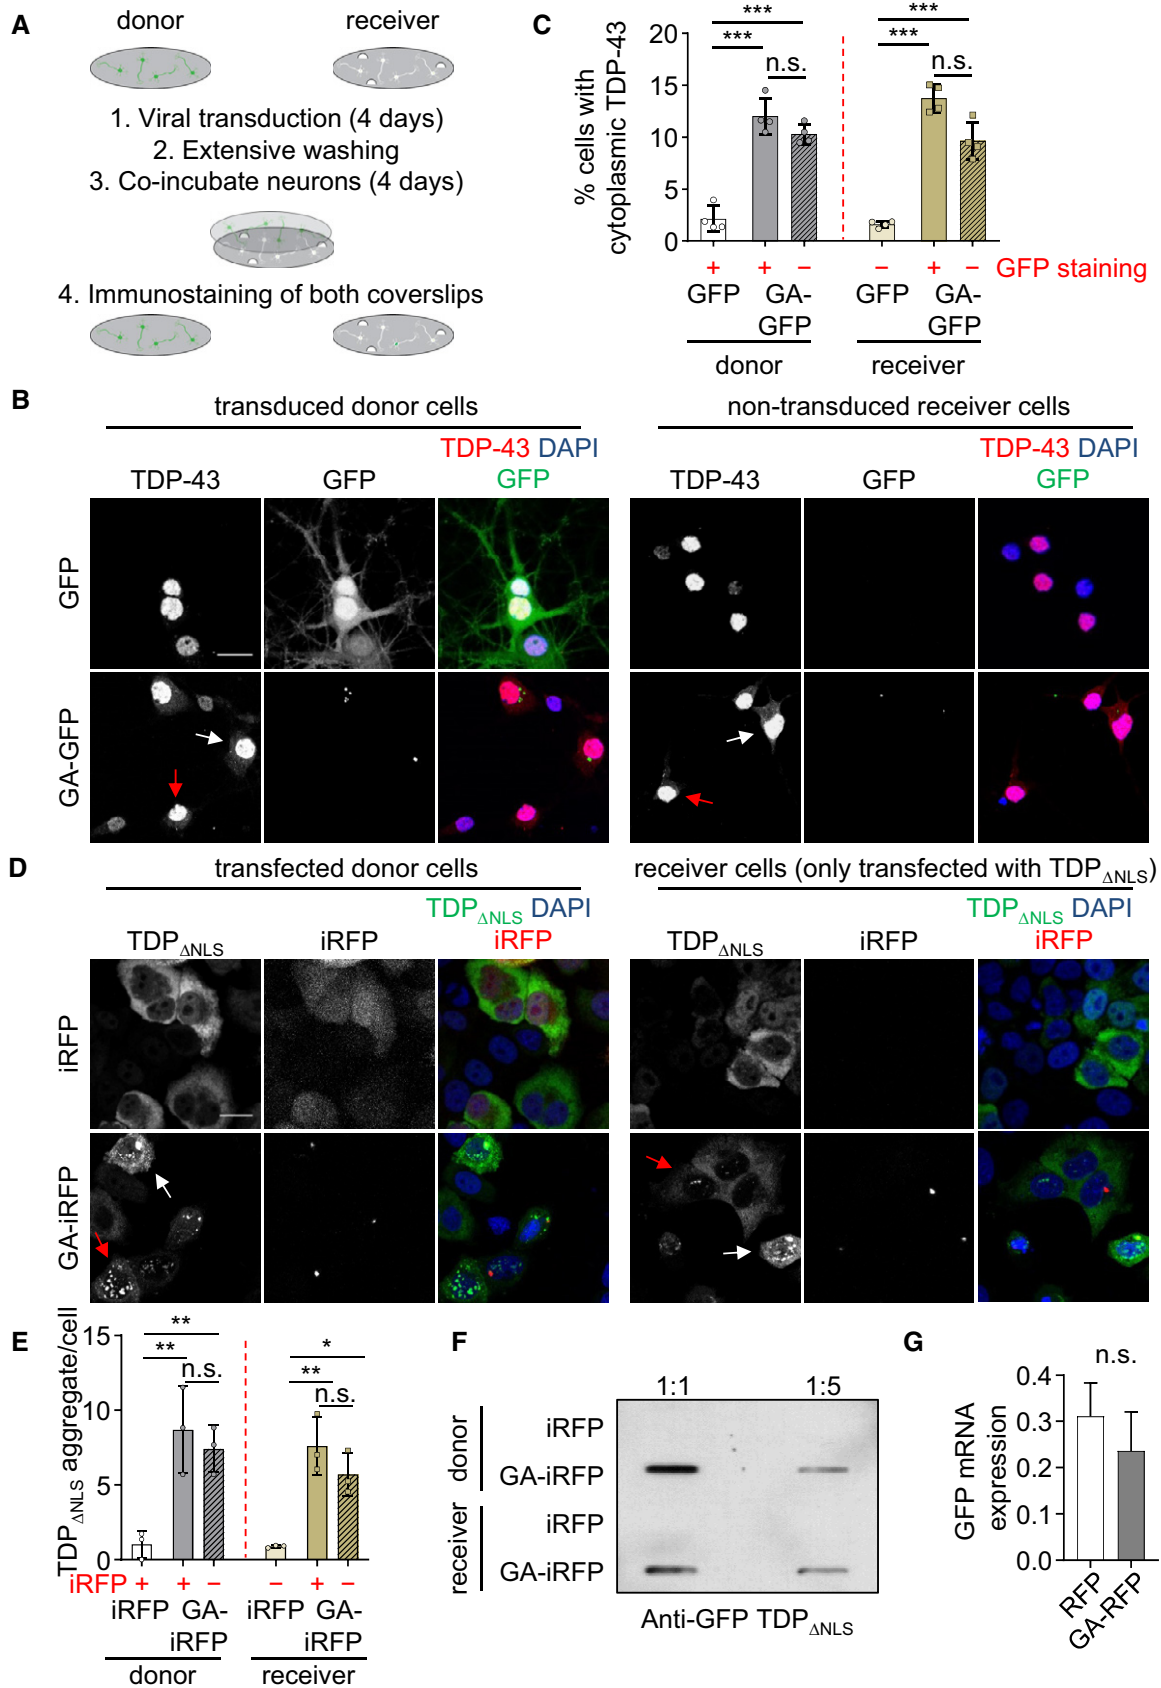 A
donor
receiver
1. Viral transduction (4 days)
2. Extensive washing
3. Co-incubate neurons (4 days)
4. Immunostaining of both coverslips
C
% cells with
cytoplasmic TDP-43
20
15
10
5
0
***
***
n.s.
***
***
n.s.
+ + − − + − GFP staining
GFP GA-GFP GFP GA-GFP
donor
receiver
B
transduced donor cells
non-transduced receiver cells
TDP-43 GFP TDP-43 DAPI GFP
TDP-43 GFP TDP-43 DAPI GFP
GFP
GA-GFP
D
transfected donor cells
receiver cells (only transfected with TDPΔNLS)
TDPΔNLS iRFP TDPΔNLS DAPI iRFP
TDPΔNLS iRFP TDPΔNLS DAPI iRFP
iRFP
GA-iRFP
E
TDPΔNLS aggregate/cell
15
10
5
0
**
**
n.s.
*
**
n.s.
iRFP + + − − + −
iRFP GA-iRFP iRFP GA-iRFP
donor
receiver
F
1:1 1:5
donor
iRFP
GA-iRFP
receiver
iRFP
GA-iRFP
Anti-GFP TDPΔNLS
G
GFP mRNA
expression
n.s.
0.4
0.3
0.2
0.1
0.0
RFP
GA-RFP